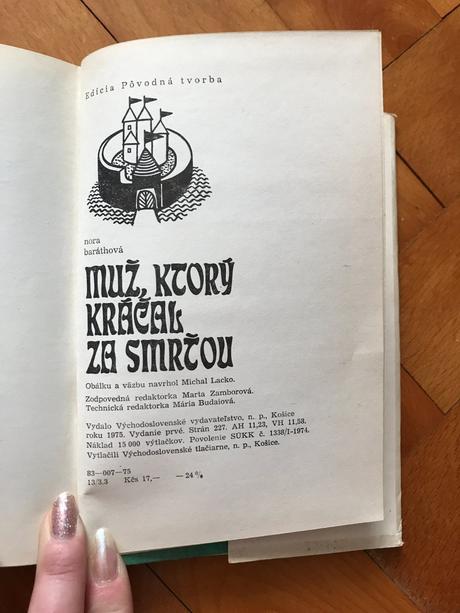 Edícia Pôvodná tvorba
nora
baráthová
MUŽ, KTORÝ
KRÁČAL
ZA SMRŤOU
Obálku a väzbu navrhol Michal Lacko.
Zodpovedná redaktorka Marta Zamborová.
Technická redaktorka Mária Budaiová.
Vydalo Východoslovenské vydavateľstvo, n. p., Košice
roku 1975. Vydanie prvé. Strán 227. AH 11,23, VH 11,58.
Náklad 15 000 výtlačkov. Povolenie SÚKK č. 1338/I-1974.
Vytlačili Východoslovenské tlačiarne, n. p., Košice.
83—007—75
13/3.3 Kčs 17,— —24 %